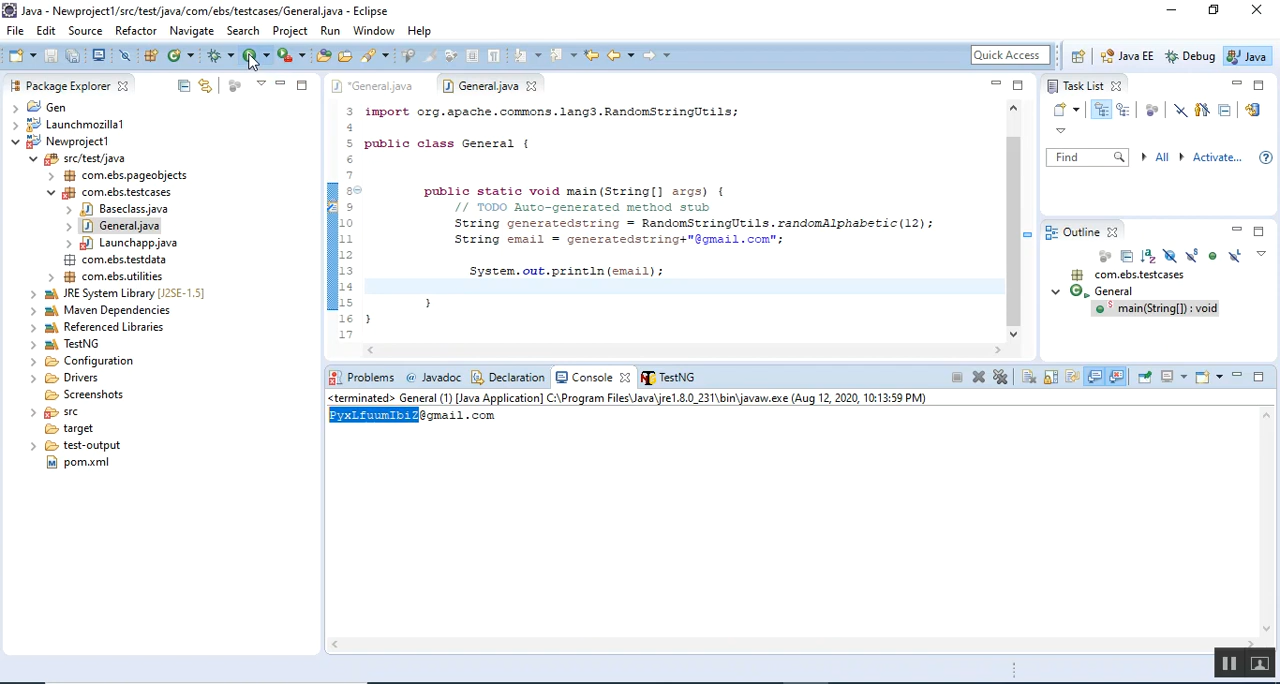 Java - Newproject1/src/test/java/com/ebs/testcases/General.java - Eclipse
File Edit Source Refactor Navigate Search Project Run Window Help
Quick Access Java EE Debug Java
Package Explorer
Gen
Launchmozilla1
Newproject1
src/test/java
com.ebs.pageobjects
com.ebs.testcases
Baseclass.java
General.java
Launchapp.java
com.ebs.testdata
com.ebs.utilities
JRE System Library [J2SE-1.5]
Maven Dependencies
Referenced Libraries
TestNG
Configuration
Drivers
Screenshots
src
target
test-output
pom.xml
*General.java General.java
3 import org.apache.commons.lang3.RandomStringUtils;
4
5 public class General {
6
7
8 public static void main(String[] args) {
9 // TODO Auto-generated method stub
10 String generatedstring = RandomStringUtils.randomAlphabetic(12);
11 String email = generatedstring+"@gmail.com";
12
13 System.out.println(email);
14
15 }
16 }
17
Task List
Find All Activate...
Outline
com.ebs.testcases
General
main(String[]) : void
Problems Javadoc Declaration Console TestNG
<terminated> General (1) [Java Application] C:\Program Files\Java\jre1.8.0_231\bin\javaw.exe (Aug 12, 2020, 10:13:59 PM)
PyxLfuumIbiZ@gmail.com